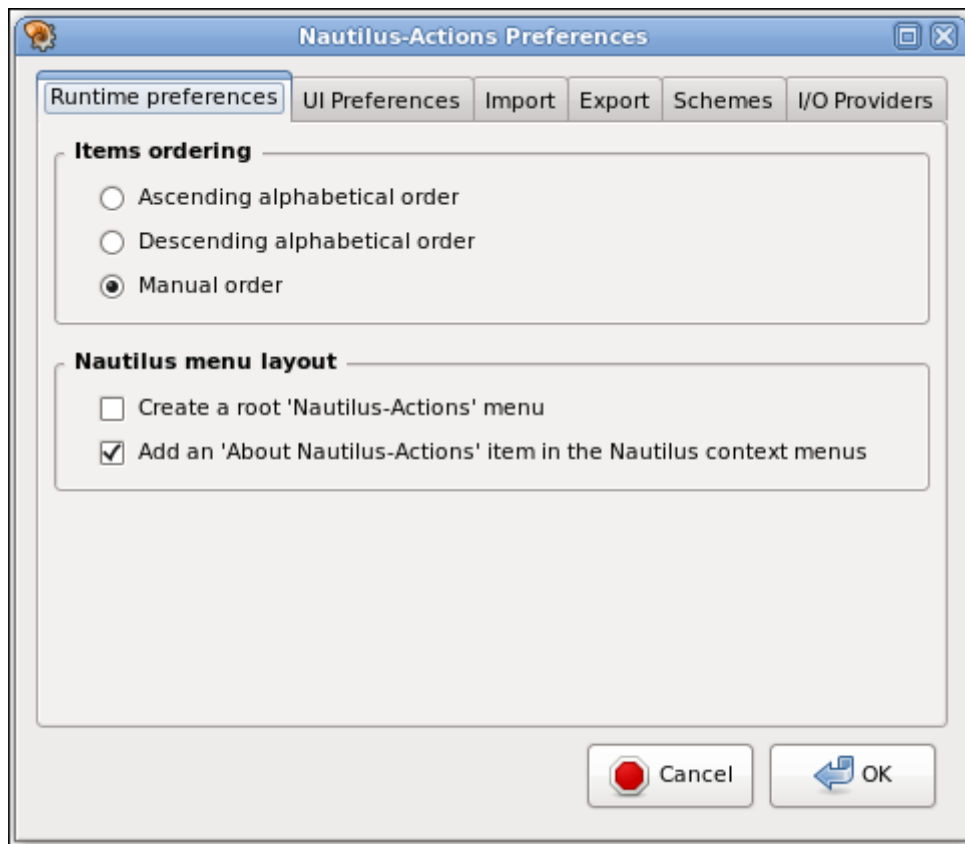 Nautilus-Actions Preferences
Runtime preferences UI Preferences Import Export Schemes I/O Providers
Items ordering
Ascending alphabetical order
Descending alphabetical order
Manual order
Nautilus menu layout
Create a root 'Nautilus-Actions' menu
Add an 'About Nautilus-Actions' item in the Nautilus context menus
Cancel OK